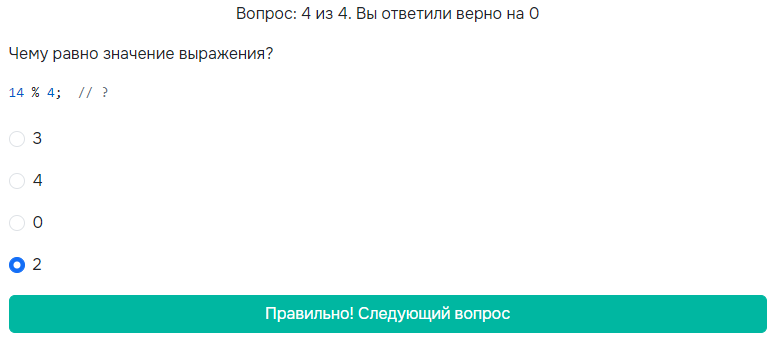 Вопрос: 4 из 4. Вы ответили верно на 0
Чему равно значение выражения?
14 % 4;  // ?
3
4
0
2
Правильно! Следующий вопрос